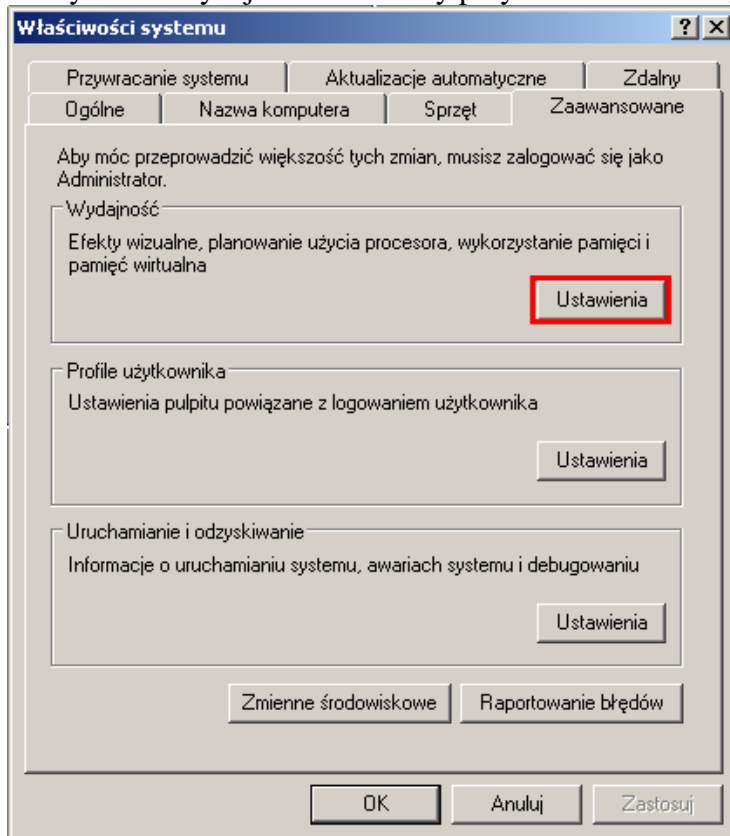 Właściwości systemu
Przywracanie systemu Aktualizacje automatyczne Zdalny
Ogólne Nazwa komputera Sprzęt Zaawansowane
Aby móc przeprowadzić większość tych zmian, musisz zalogować się jako
Administrator.
Wydajność
Efekty wizualne, planowanie użycia procesora, wykorzystanie pamięci i
pamięć wirtualna
Ustawienia
Profile użytkownika
Ustawienia pulpitu powiązane z logowaniem użytkownika
Ustawienia
Uruchamianie i odzyskiwanie
Informacje o uruchamianiu systemu, awariach systemu i debugowaniu
Ustawienia
Zmienne środowiskowe Raportowanie błędów
OK Anuluj Zastosuj